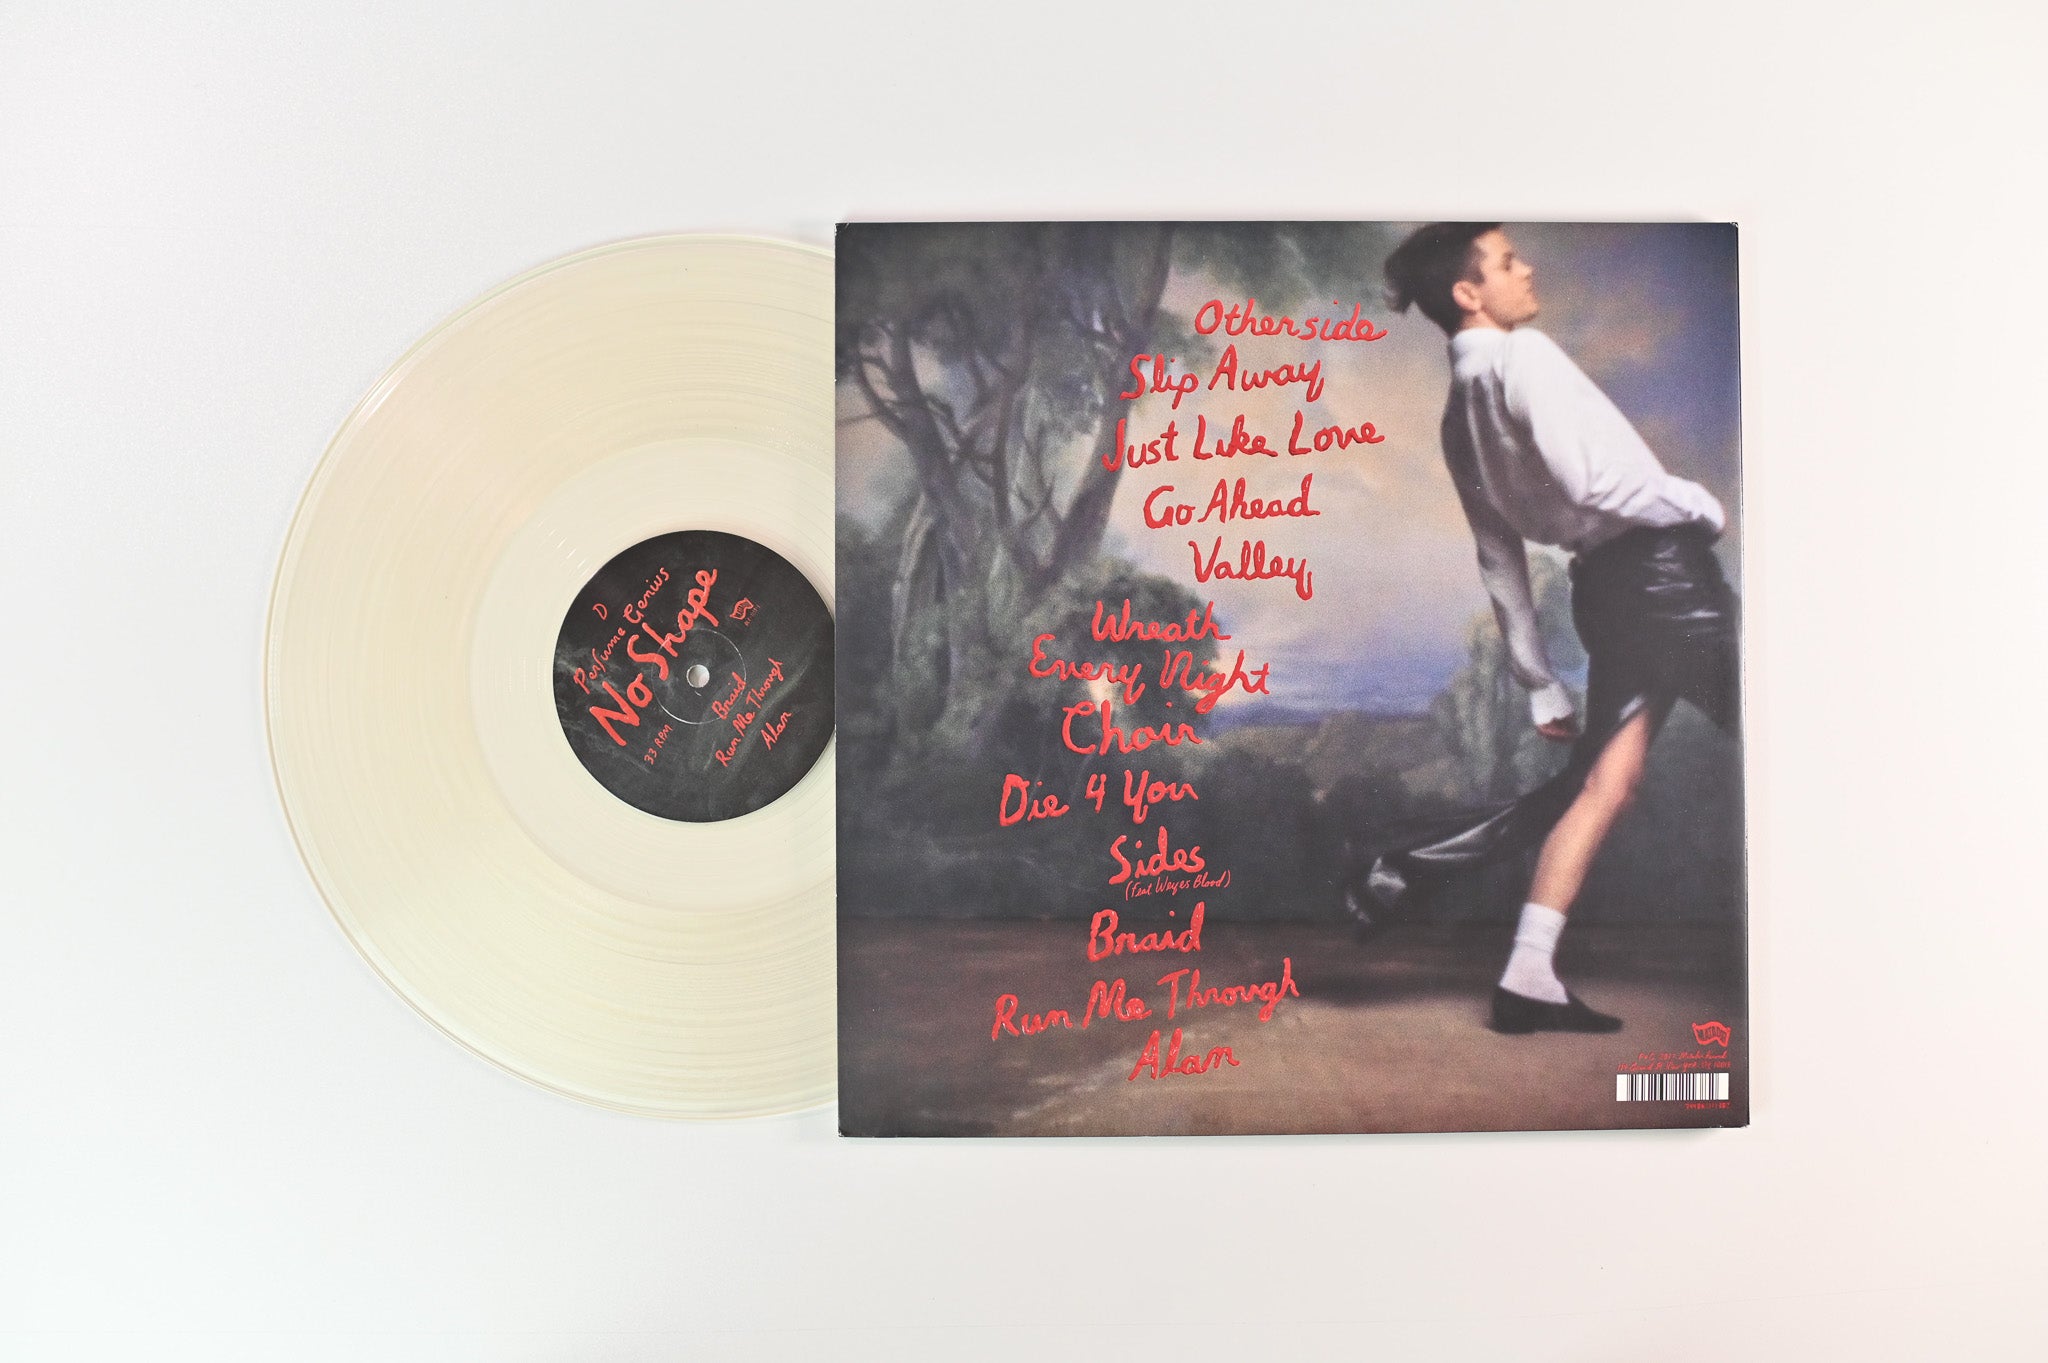 D
Perfume Genius
No Shape
33 RPM
Braid
Run Me Through
Alan
Otherside
Slip Away
Just Like Love
Go Ahead
Valley
Wreath
Every Night
Choir
Die 4 You
Sides
(Feat Weyes Blood)
Braid
Run Me Through
Alan
MATADOR